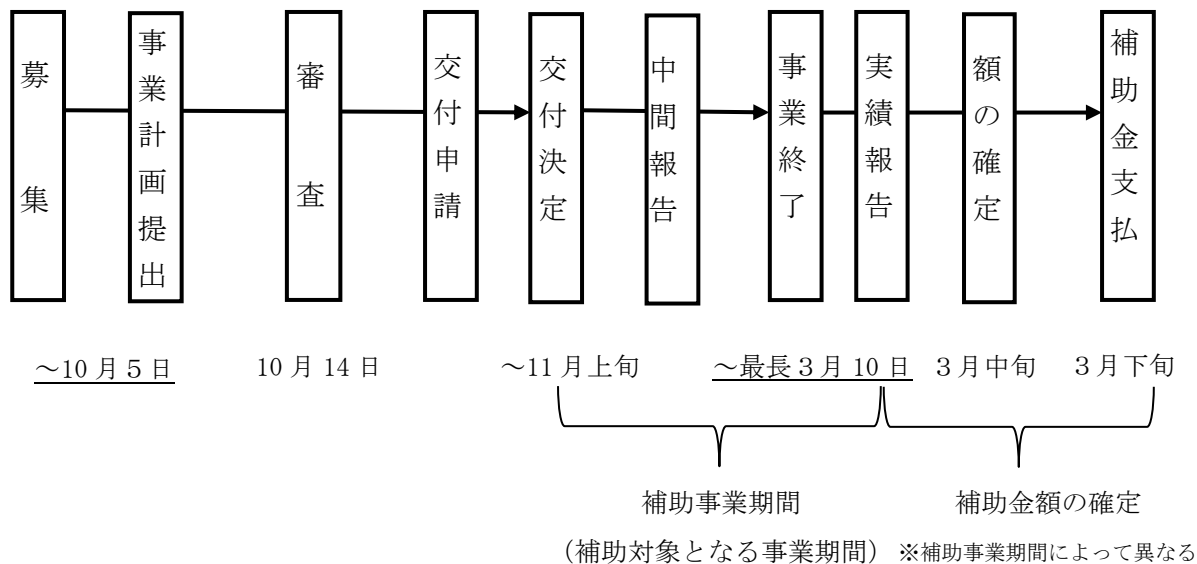 募集
事業計画提出
審査
交付申請
交付決定
中間報告
事業終了
実績報告
額の確定
補助金支払
～10月５日
10月14日
～11月上旬
～最長３月10日
３月中旬
３月下旬
補助事業期間
補助金額の確定
（補助対象となる事業期間）
※補助事業期間によって異なる